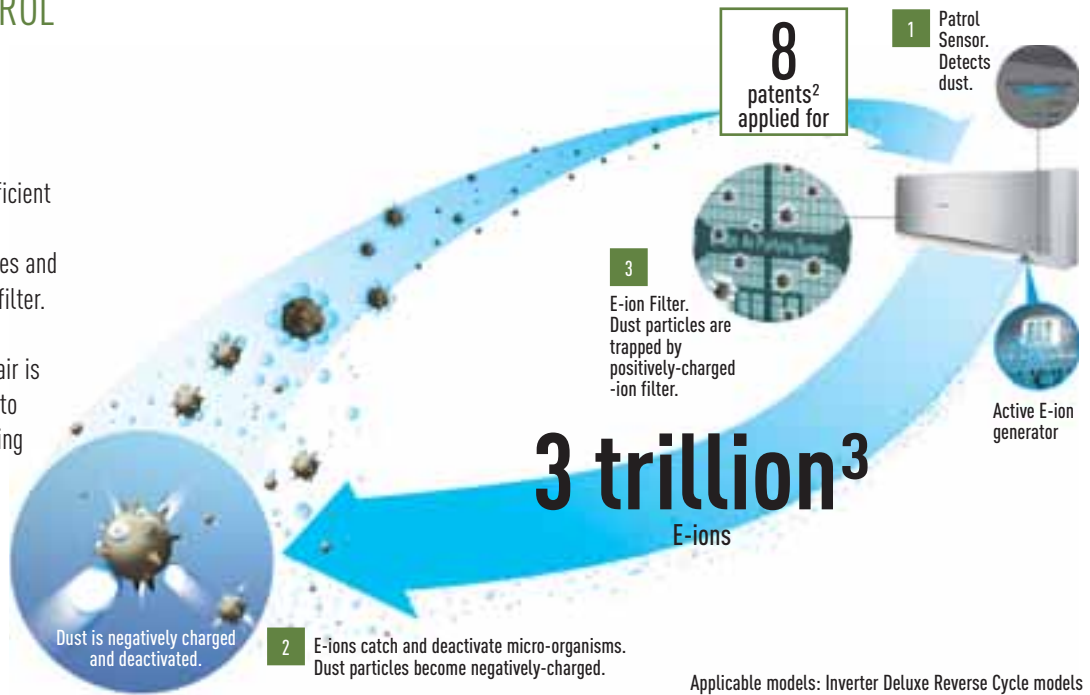 ROL
8
patents²
applied for
1
Patrol
Sensor.
Detects
dust.
ficient
es and
filter.
air is
to
ing
3
E-ion Filter.
Dust particles are
trapped by
positively-charged
-ion filter.
Active E-ion
generator
3 trillion³
E-ions
Dust is negatively charged
and deactivated.
2
E-ions catch and deactivate micro-organisms.
Dust particles become negatively-charged.
Applicable models: Inverter Deluxe Reverse Cycle models